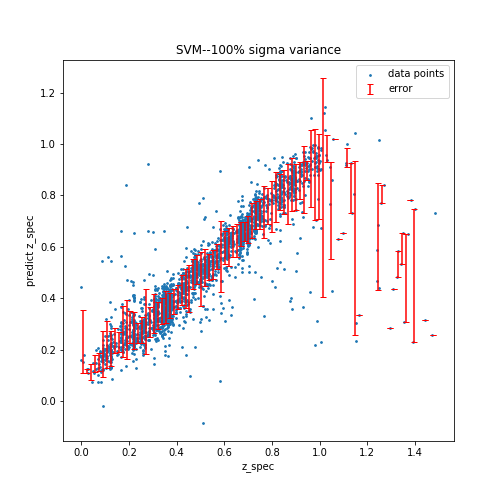 SVM--100% sigma variance
data points
error
predict z_spec
1.2
1.0
0.8
0.6
0.4
0.2
0.0
0.0 0.2 0.4 0.6 0.8 1.0 1.2 1.4
z_spec